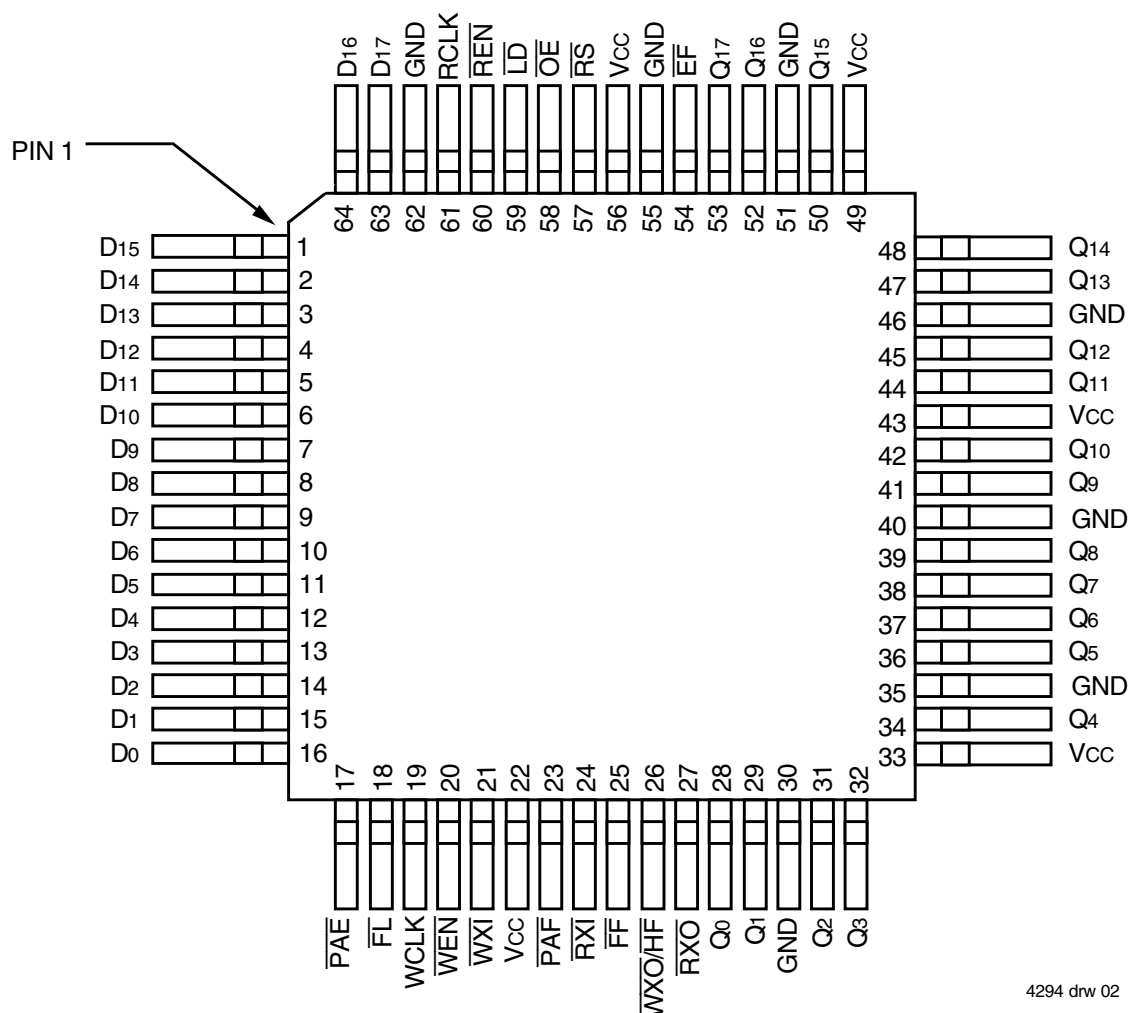 D16 D17 GND RCLK REN LD OE RS VCC GND EF Q17 Q16 GND Q15 VCC
PIN 1
64 63 62 61 60 59 58 57 56 55 54 53 52 51 50 49
D15 1 48 Q14
D14 2 47 Q13
D13 3 46 GND
D12 4 45 Q12
D11 5 44 Q11
D10 6 43 VCC
D9 7 42 Q10
D8 8 41 Q9
D7 9 40 GND
D6 10 39 Q8
D5 11 38 Q7
D4 12 37 Q6
D3 13 36 Q5
D2 14 35 GND
D1 15 34 Q4
D0 16 33 VCC
17 18 19 20 21 22 23 24 25 26 27 28 29 30 31 32
PAE FL WCLK WEN WXI VCC PAF RXI FF WXO/HF RXO Q0 Q1 GND Q2 Q3
4294 drw 02